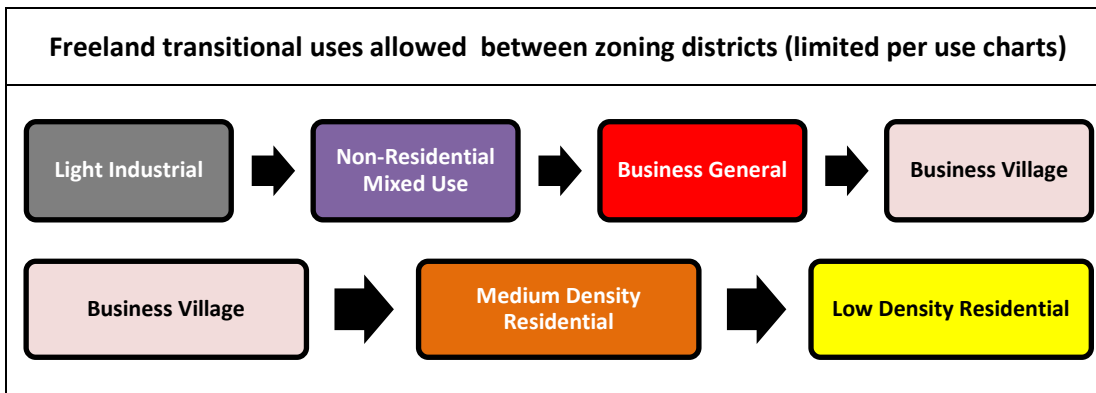 Freeland transitional uses allowed between zoning districts (limited per use charts)
Light Industrial
Non-Residential
Mixed Use
Business General
Business Village
Business Village
Medium Density
Residential
Low Density Residential